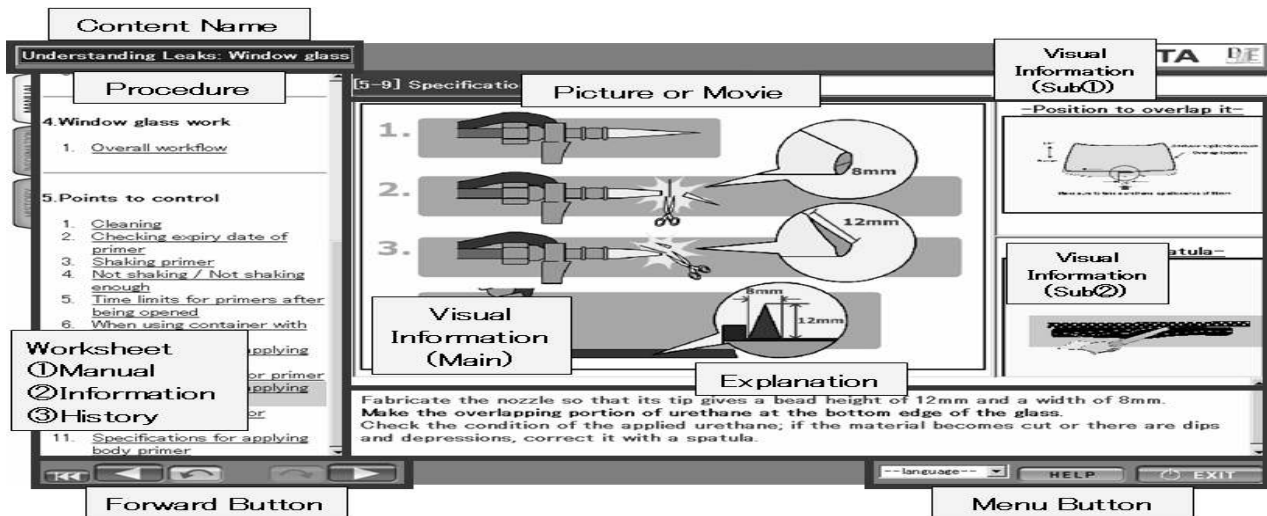 Content Name
Understanding Leaks: Window glass
Visual
Information
(Sub①)
TA
Procedure
[5-9] Specificatio
Picture or Movie
4.Window glass work
1. Overall workflow
5.Points to control
1. Cleaning
2. Checking expiry date of
primer
3. Shaking primer
4. Not shaking / Not shaking
enough
5. Time limits for primers after
being opened
6. When using container with
applying
or primer
applying
or
11. Specifications for applying
body primer
Worksheet
①Manual
②Information
③History
1.
2.
3.
8mm
12mm
8mm
12mm
Visual
Information
(Main)
-Position to overlap it-
Visual
Information
(Sub②)
atula-
Explanation
Fabricate the nozzle so that its tip gives a bead height of 12mm and a width of 8mm.
Make the overlapping portion of urethane at the bottom edge of the glass.
Check the condition of the applied urethane; if the material becomes cut or there are dips
and depressions, correct it with a spatula.
--language--
HELP
EXIT
Forward Button
Menu Button